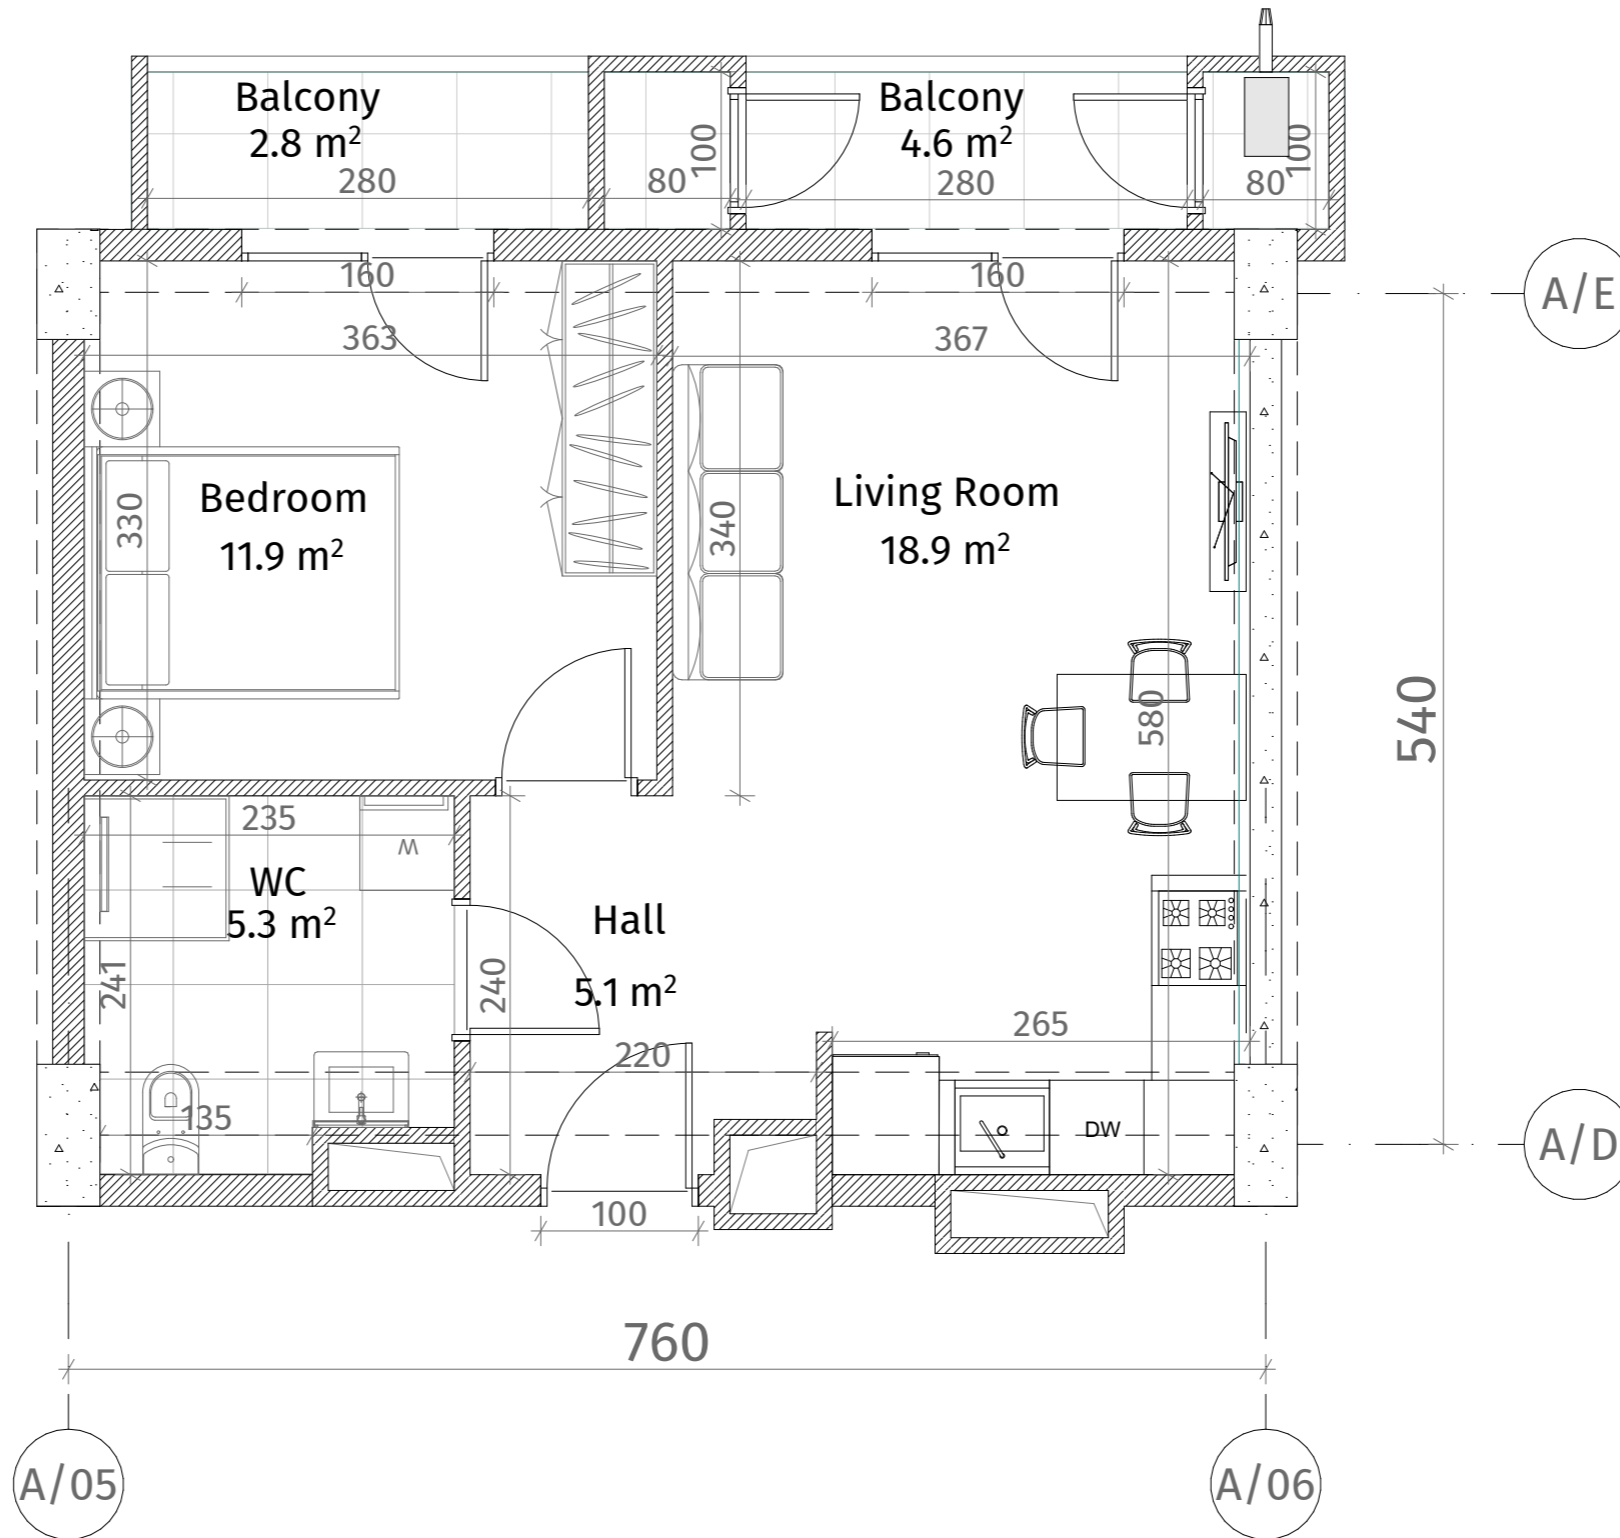 Balcony
2.8 m²
Balcony
4.6 m²
100
100
280
80
280
80
160
160
A/E
363
367
Bedroom
11.9 m²
330
340
Living Room
18.9 m²
580
540
235
W
WC
5.3 m²
Hall
5.1 m²
241
240
265
220
135
DW
A/D
100
760
A/05
A/06